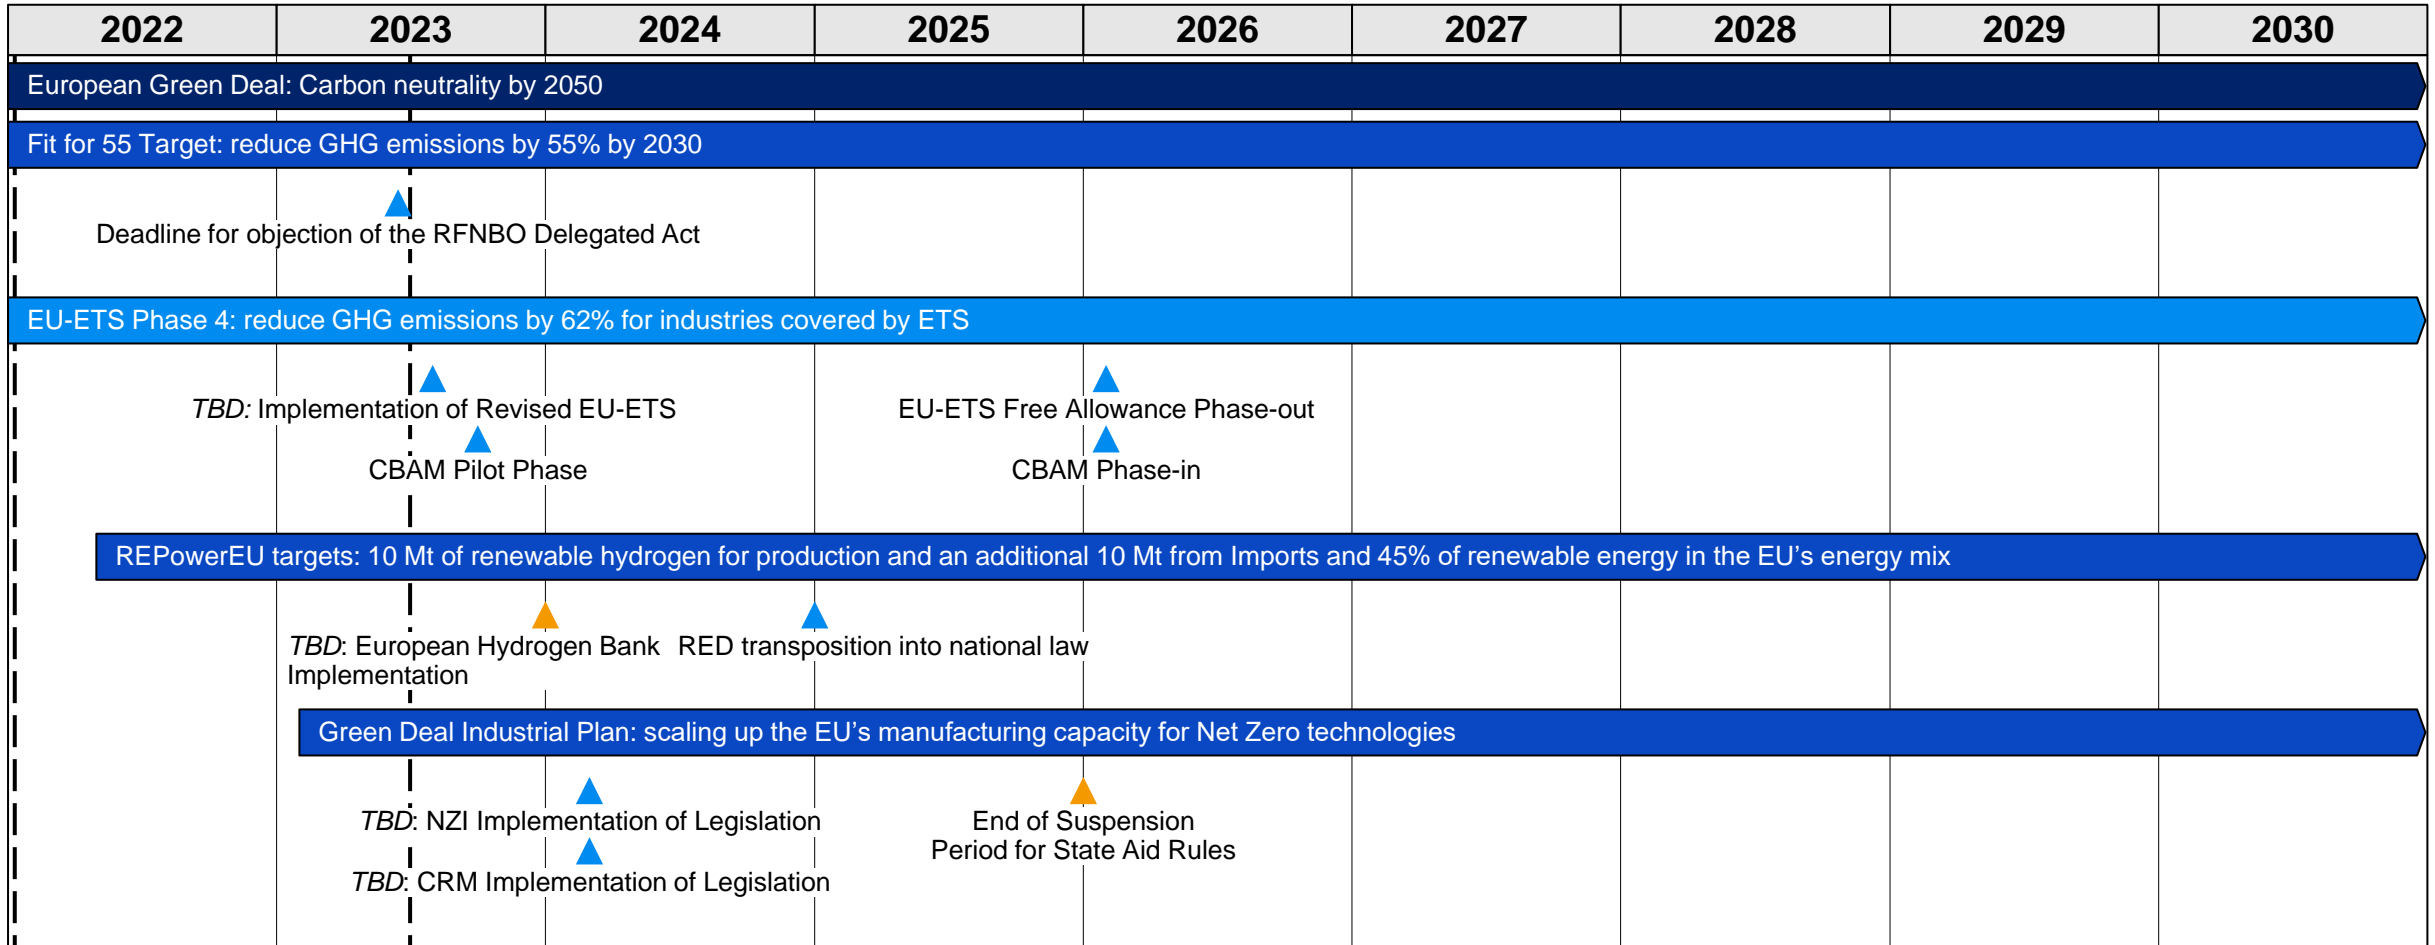 2022 2023 2024 2025 2026 2027 2028 2029 2030
European Green Deal: Carbon neutrality by 2050
Fit for 55 Target: reduce GHG emissions by 55% by 2030
Deadline for objection of the RFNBO Delegated Act
EU-ETS Phase 4: reduce GHG emissions by 62% for industries covered by ETS
TBD: Implementation of Revised EU-ETS
EU-ETS Free Allowance Phase-out
CBAM Pilot Phase
CBAM Phase-in
REPowerEU targets: 10 Mt of renewable hydrogen for production and an additional 10 Mt from Imports and 45% of renewable energy in the EU’s energy mix
TBD: European Hydrogen Bank
Implementation
RED transposition into national law
Green Deal Industrial Plan: scaling up the EU’s manufacturing capacity for Net Zero technologies
TBD: NZI Implementation of Legislation
End of Suspension
Period for State Aid Rules
TBD: CRM Implementation of Legislation